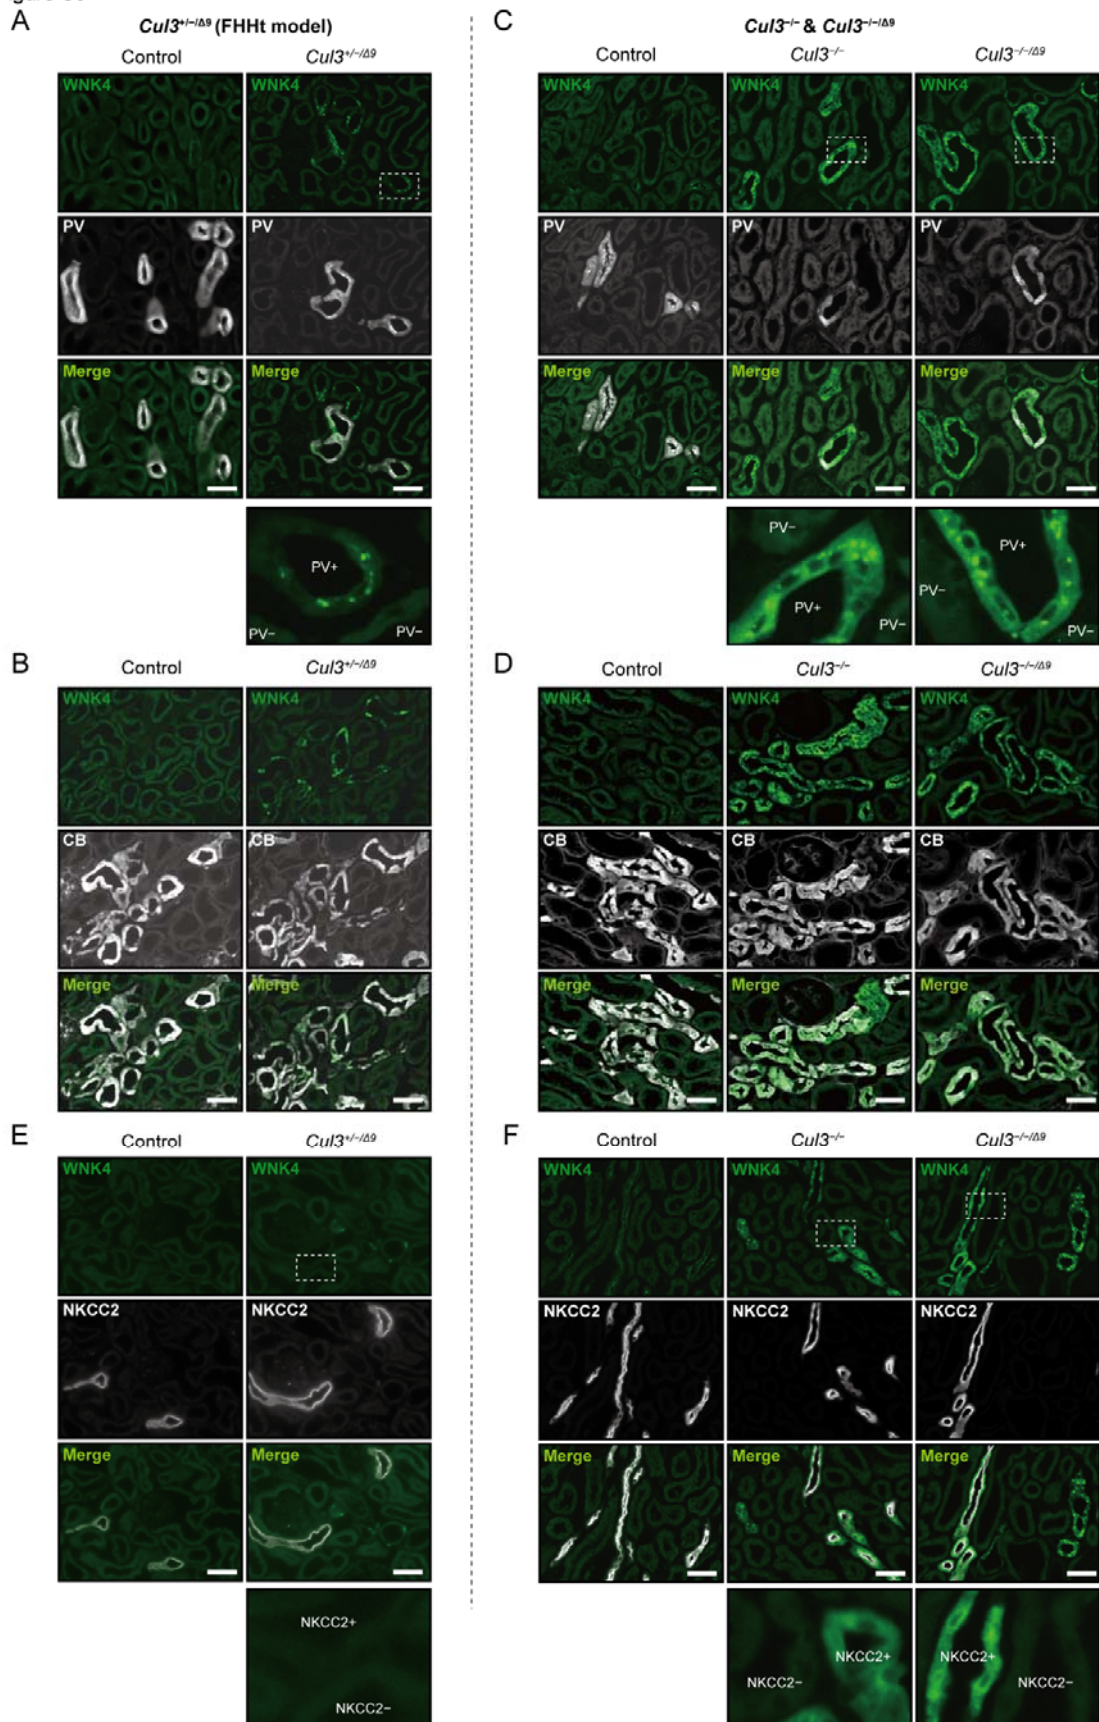 A
Cul3+/−/Δ9 (FHHt model)
Control
Cul3+/−/Δ9
WNK4
WNK4
PV
PV
Merge
Merge
PV+
PV−
PV−
B
Control
Cul3+/−/Δ9
WNK4
WNK4
CB
CB
Merge
Merge
E
Control
Cul3+/−/Δ9
WNK4
WNK4
NKCC2
NKCC2
Merge
Merge
NKCC2+
NKCC2−
C
Cul3−/− & Cul3−/−/Δ9
Control
Cul3−/−
Cul3−/−/Δ9
WNK4
WNK4
WNK4
PV
PV
PV
Merge
Merge
Merge
PV−
PV+
PV−
PV+
PV−
PV−
D
Control
Cul3−/−
Cul3−/−/Δ9
WNK4
WNK4
WNK4
CB
CB
CB
Merge
Merge
Merge
F
Control
Cul3−/−
Cul3−/−/Δ9
WNK4
WNK4
WNK4
NKCC2
NKCC2
NKCC2
Merge
Merge
Merge
NKCC2+
NKCC2−
NKCC2+
NKCC2−